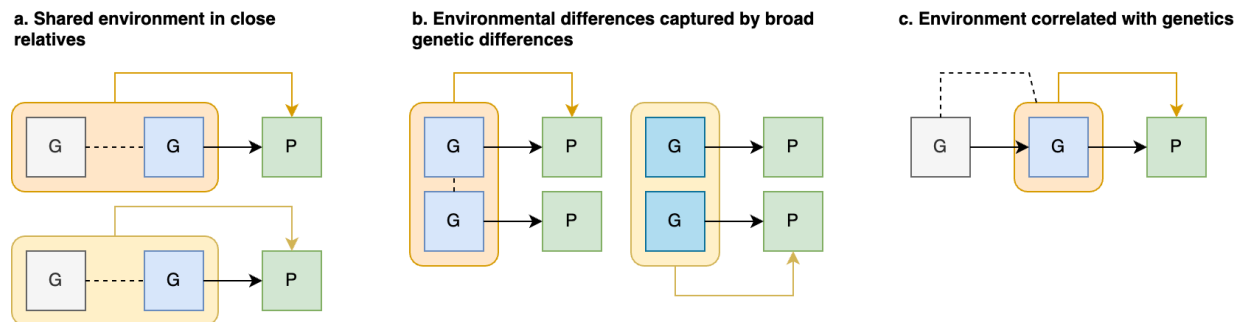 a. Shared environment in close
relatives
b. Environmental differences captured by broad
genetic differences
c. Environment correlated with genetics
G G P
G G P
G P
G P
G P
G P
G G P